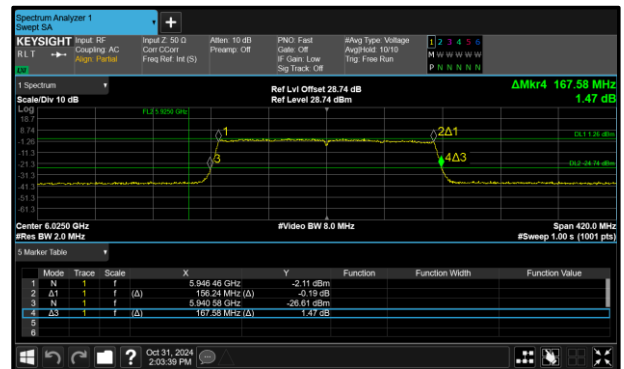 Spectrum Analyzer 1
Swept SA
KEYSIGHT Input: RF Input Z: 50 Ω Atten: 10 dB PNO: Fast #Avg Type: Voltage 1 2 3 4 5 6
R L T Coupling: AC Corr CCorr Preamp: Off Gate: Off Avg|Hold: 10/10 M W W W W W
Align: Partial Freq Ref: Int (S) IF Gain: Low Trig: Free Run P N N N N N
Sig Track: Off
1 Spectrum Ref Lvl Offset 28.74 dB ΔMkr4 167.58 MHz
Scale/Div 10 dB Ref Level 28.74 dBm 1.47 dB
Log
18.7 FL2 5.9250 GHz
8.74 1 2Δ1
-1.26 DL1 1.26 dBm
-11.3
-21.3 3 4Δ3 DL2 -24.74 dBm
-31.3
-41.3
-51.3
-61.3
Center 6.0250 GHz #Video BW 8.0 MHz Span 420.0 MHz
#Res BW 2.0 MHz #Sweep 1.00 s (1001 pts)
5 Marker Table
Mode Trace Scale X Y Function Function Width Function Value
1 N 1 f 5.946 46 GHz -2.11 dBm
2 Δ1 1 f (Δ) 156.24 MHz (Δ) -0.19 dB
3 N 1 f 5.940 58 GHz -26.61 dBm
4 Δ3 1 f (Δ) 167.58 MHz (Δ) 1.47 dB
5
6
? Oct 31, 2024
2:03:39 PM